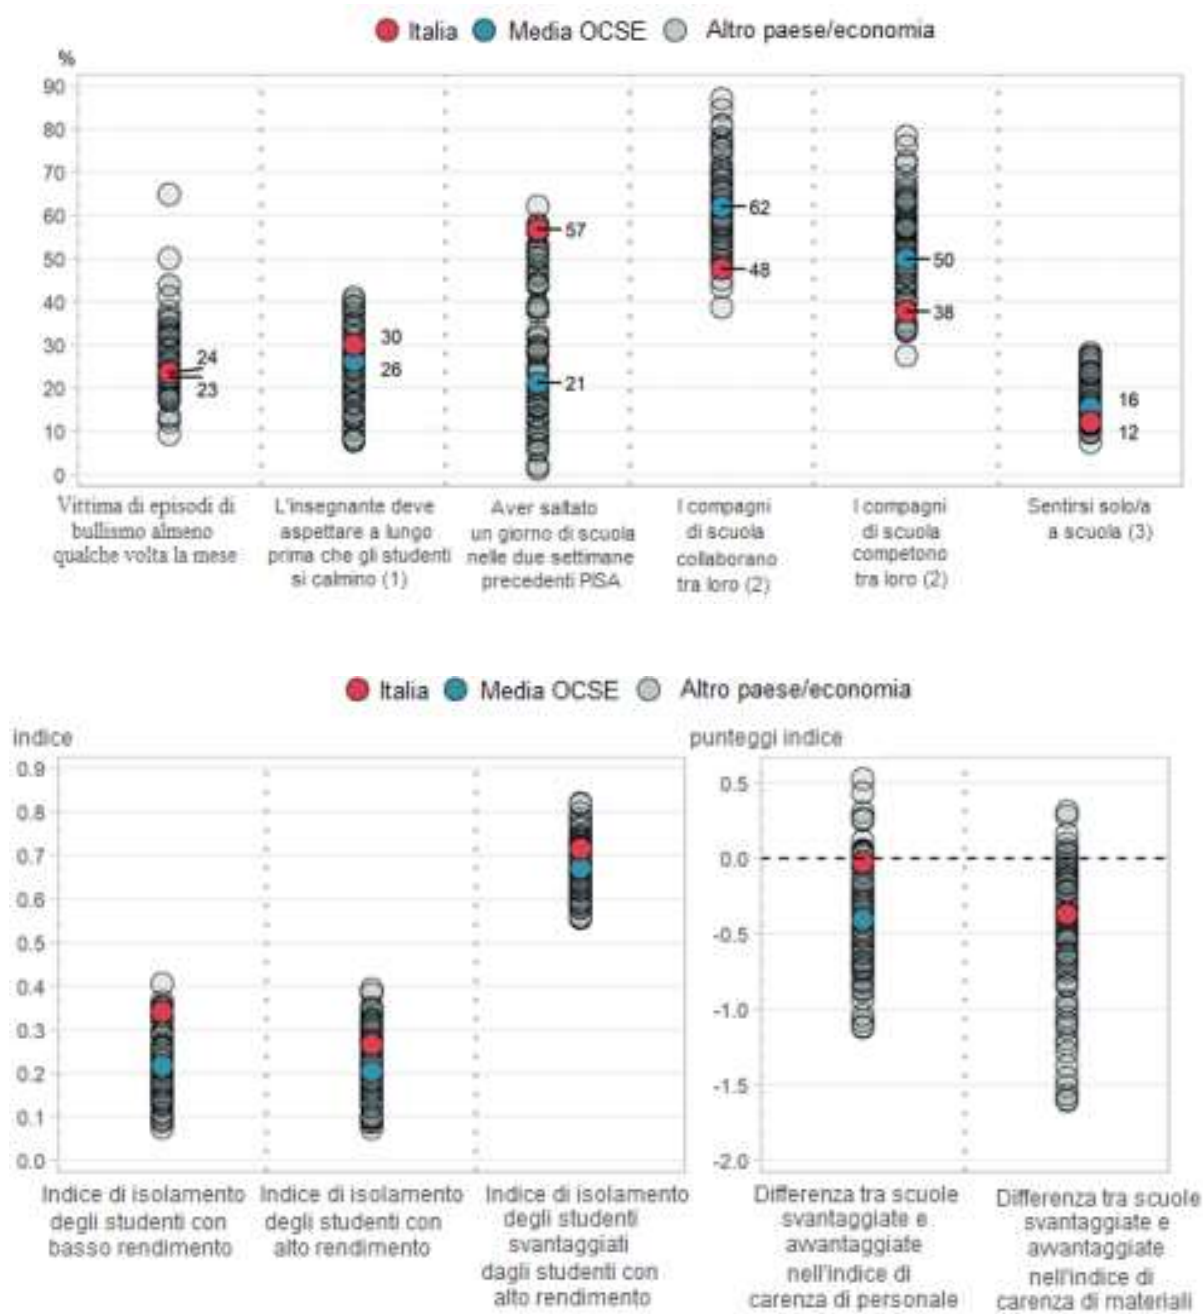 Italia Media OCSE Altro paese/economia
%
90
80
70
60
50
40
30
20
10
0
24
23
30
26
57
21
62
48
50
38
16
12
Vittima di episodi di
bullismo almeno
qualche volta la mese
L'insegnante deve
aspettare a lungo
prima che gli studenti
si calmino (1)
Aver saltato
un giorno di scuola
nelle due settimane
precedenti PISA
I compagni
di scuola
collaborano
tra loro (2)
I compagni
di scuola
competono
tra loro (2)
Sentirsi solo/a
a scuola (3)
Italia Media OCSE Altro paese/economia
indice
0.9
0.8
0.7
0.6
0.5
0.4
0.3
0.2
0.1
0.0
Indice di isolamento
degli studenti con
basso rendimento
Indice di isolamento
degli studenti con
alto rendimento
Indice di isolamento
degli studenti
svantaggiati
dagli studenti con
alto rendimento
punteggi indice
0.5
0.0
-0.5
-1.0
-1.5
-2.0
Differenza tra scuole
svantaggiate e
avvantaggiate
nell'indice di
carenza di personale
Differenza tra scuole
svantaggiate e
avvantaggiate
nell'indice di
carenza di materiali